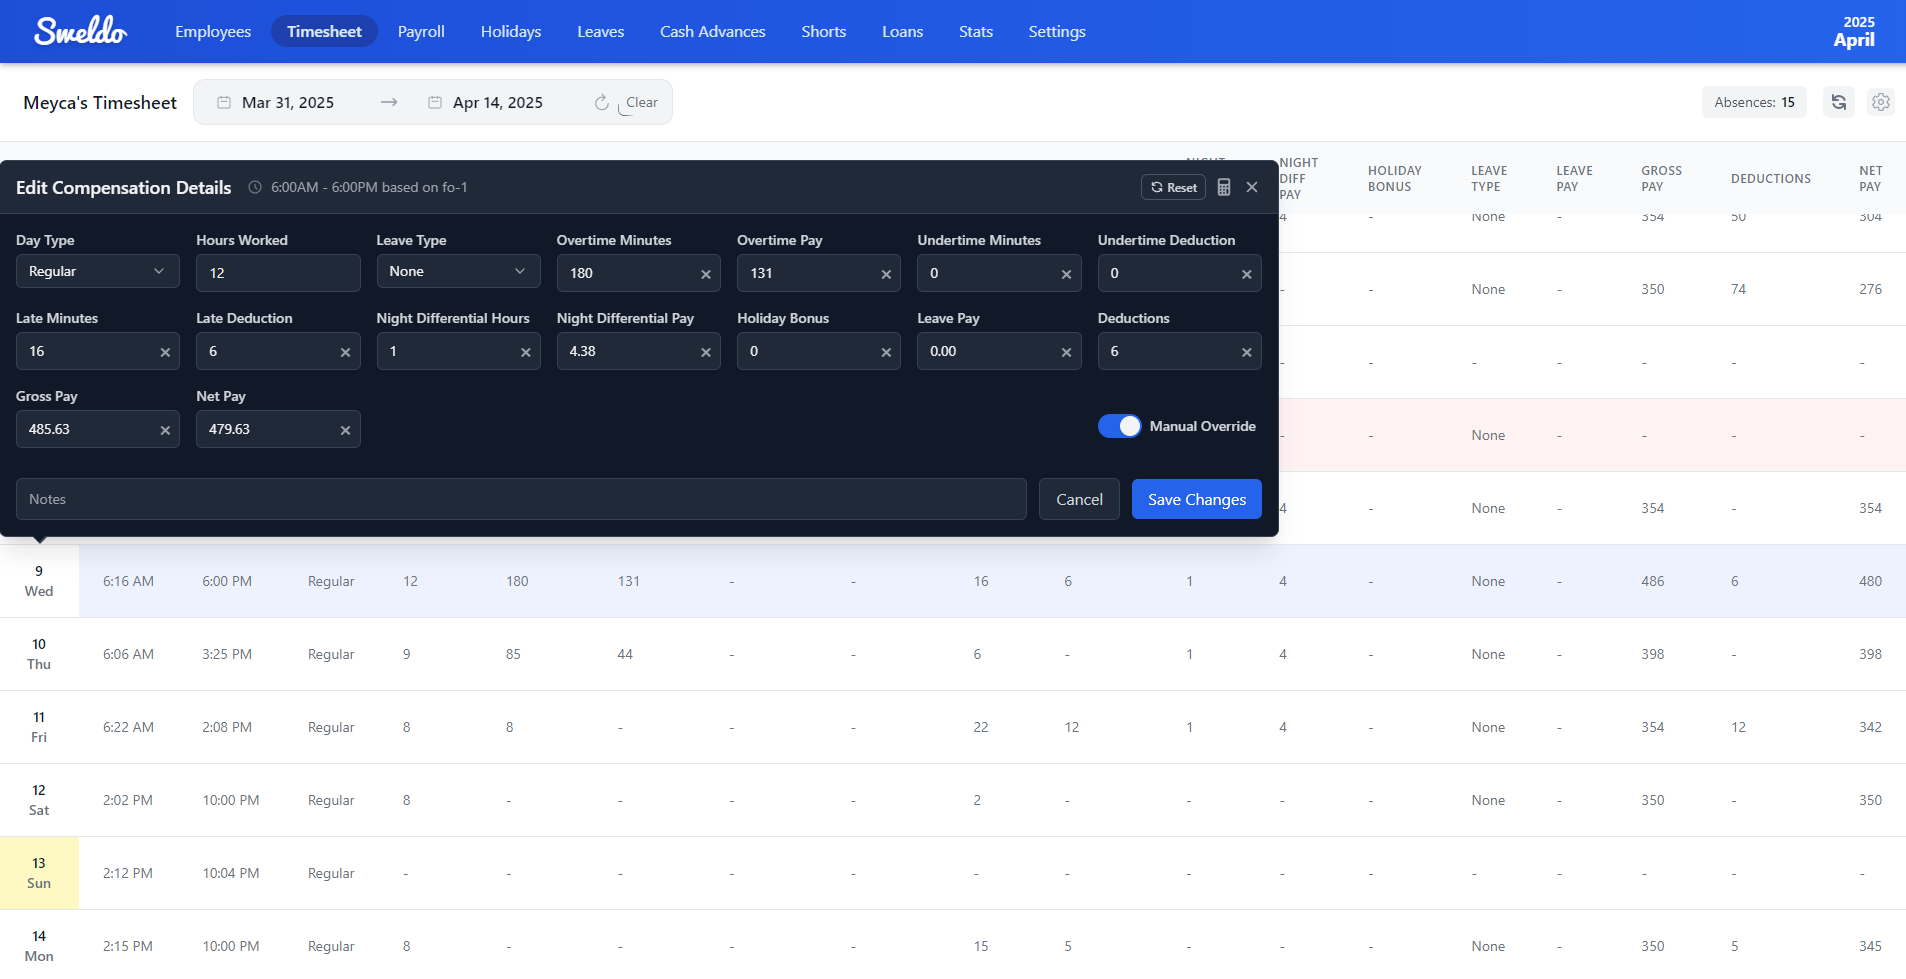 Sweldo Employees Timesheet Payroll Holidays Leaves Cash Advances Shorts Loans Stats Settings 2025
April
Meyca's Timesheet Mar 31, 2025 → Apr 14, 2025 Clear Absences: 15
NIGHT DIFF PAY HOLIDAY BONUS LEAVE TYPE LEAVE PAY GROSS PAY DEDUCTIONS NET PAY
4 - None - 354 50 304
- - None - 350 74 276
- - - - - - -
- - None - - - -
4 - None - 354 - 354
Edit Compensation Details 6:00AM - 6:00PM based on fo-1 Reset
Day Type Hours Worked Leave Type Overtime Minutes Overtime Pay Undertime Minutes Undertime Deduction
Regular 12 None 180 131 0 0
Late Minutes Late Deduction Night Differential Hours Night Differential Pay Holiday Bonus Leave Pay Deductions
16 6 1 4.38 0 0.00 6
Gross Pay Net Pay
485.63 479.63 Manual Override
Notes Cancel Save Changes
9 Wed 6:16 AM 6:00 PM Regular 12 180 131 - - 16 6 1 4 - None - 486 6 480
10 Thu 6:06 AM 3:25 PM Regular 9 85 44 - - 6 - 1 4 - None - 398 - 398
11 Fri 6:22 AM 2:08 PM Regular 8 8 - - - 22 12 1 4 - None - 354 12 342
12 Sat 2:02 PM 10:00 PM Regular 8 - - - - 2 - - - - None - 350 - 350
13 Sun 2:12 PM 10:04 PM Regular - - - - - - - - - - - - - - -
14 Mon 2:15 PM 10:00 PM Regular 8 - - - - 15 5 - - - None - 350 5 345